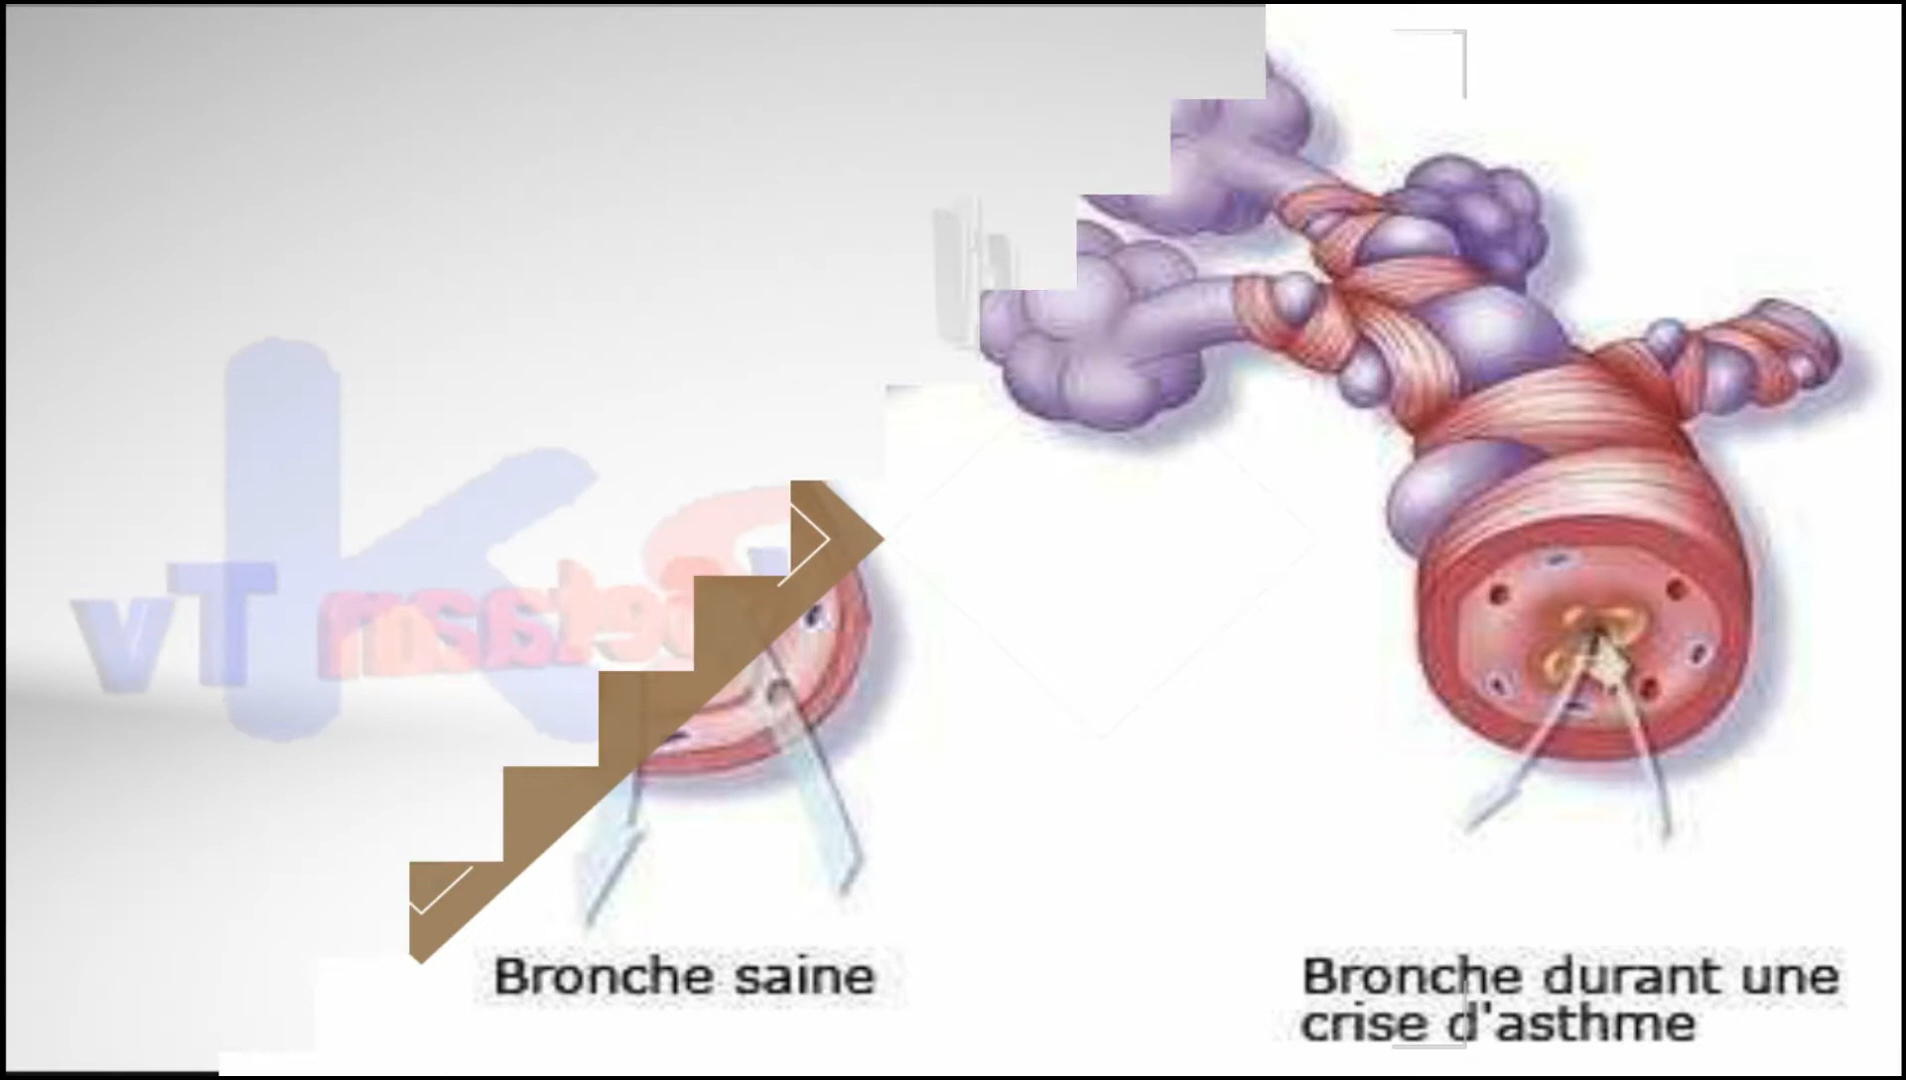 Bronche saine
Bronche durant une
crise d'asthme